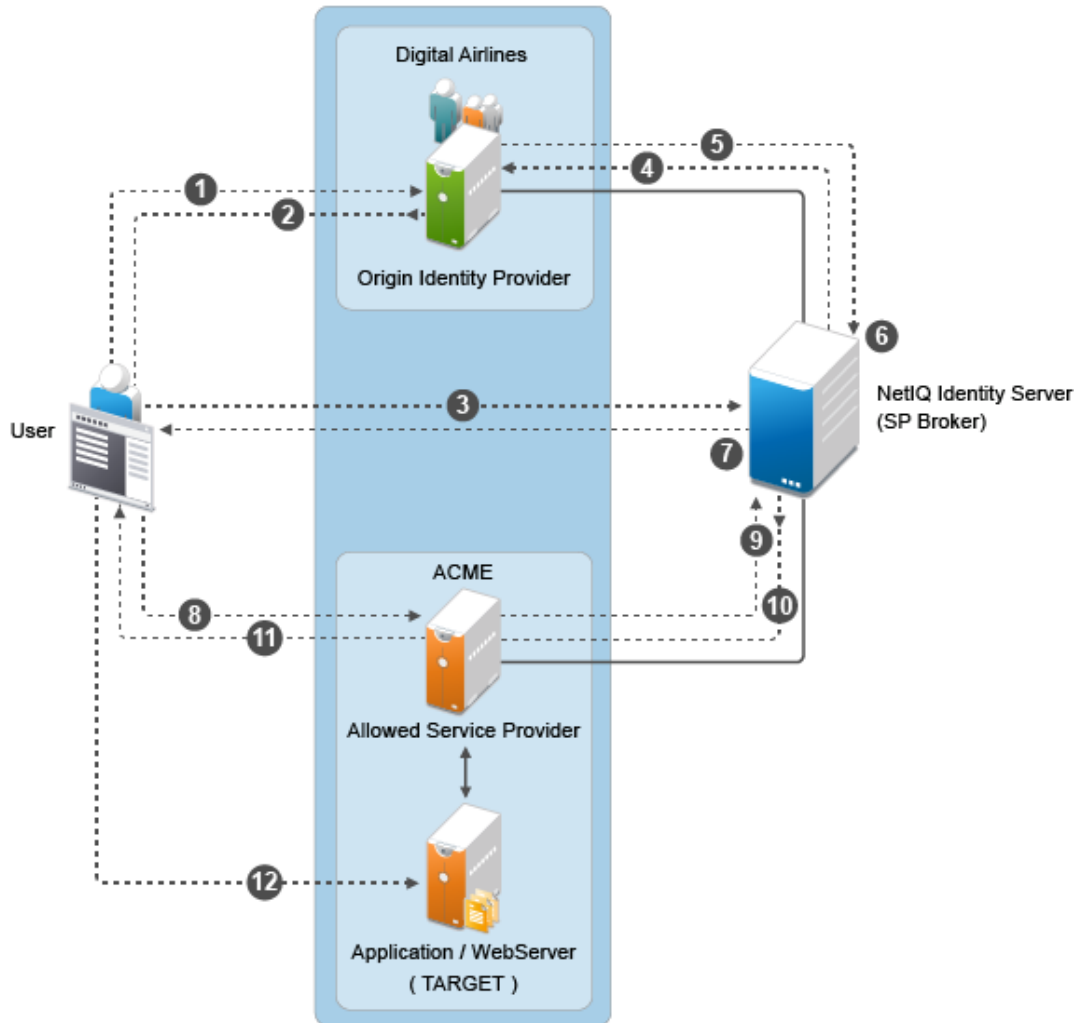 Digital Airlines
5
4
1
2
Origin Identity Provider
6
NetIQ Identity Server
(SP Broker)
3
User
7
9
ACME
10
8
11
Allowed Service Provider
12
Application / WebServer
( TARGET )